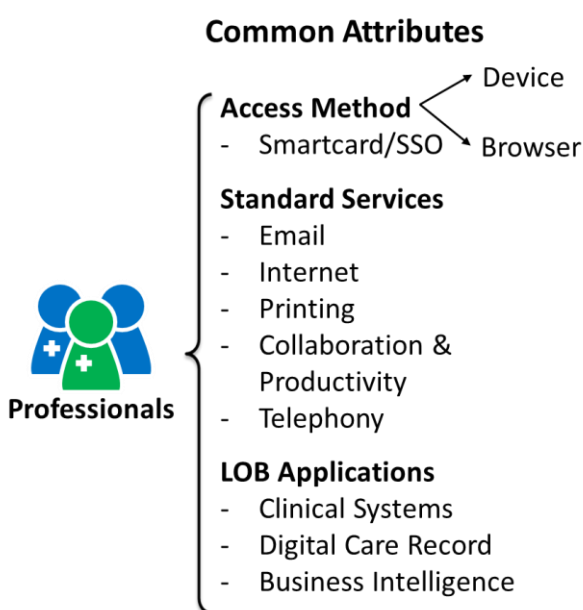 Common Attributes
Access Method
Device
- Smartcard/SSO
Browser
Standard Services
- Email
- Internet
- Printing
- Collaboration &
Productivity
- Telephony
Professionals
LOB Applications
- Clinical Systems
- Digital Care Record
- Business Intelligence